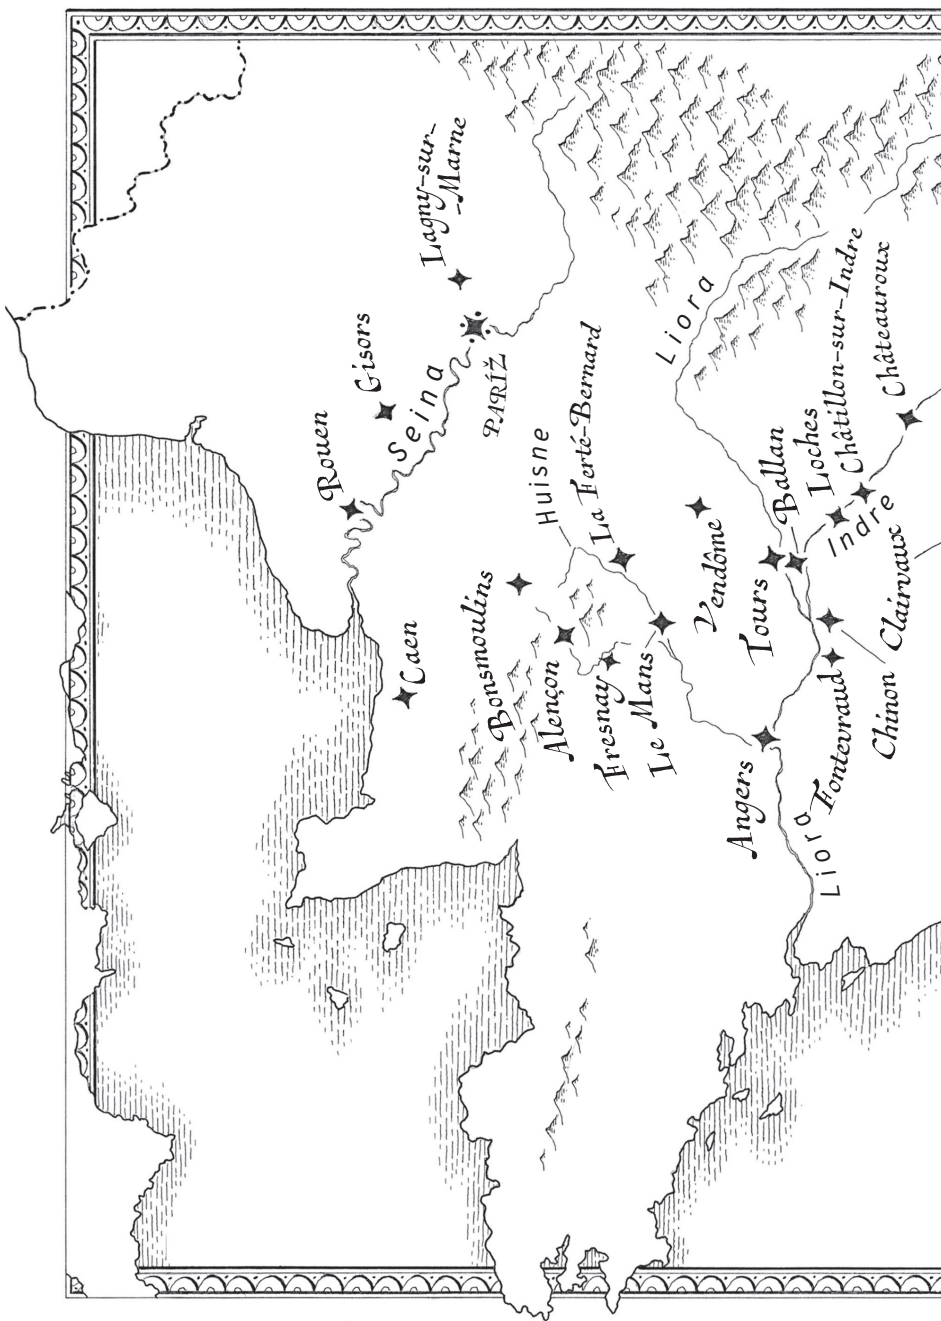 Lagny-sur-
-Marne
Gisors
Rouen
Seina
PARÍŽ
Caen
Huisne
La Ferté-Bernard
Bonsmoulins
Alençon
Fresnay
Le Mans
Vendôme
Liora
Angers
Tours
Ballan
Loches
Châtillon-sur-Indre
Châteauroux
Indre
Liora
Fontevraud
Chinon
Clairvaux